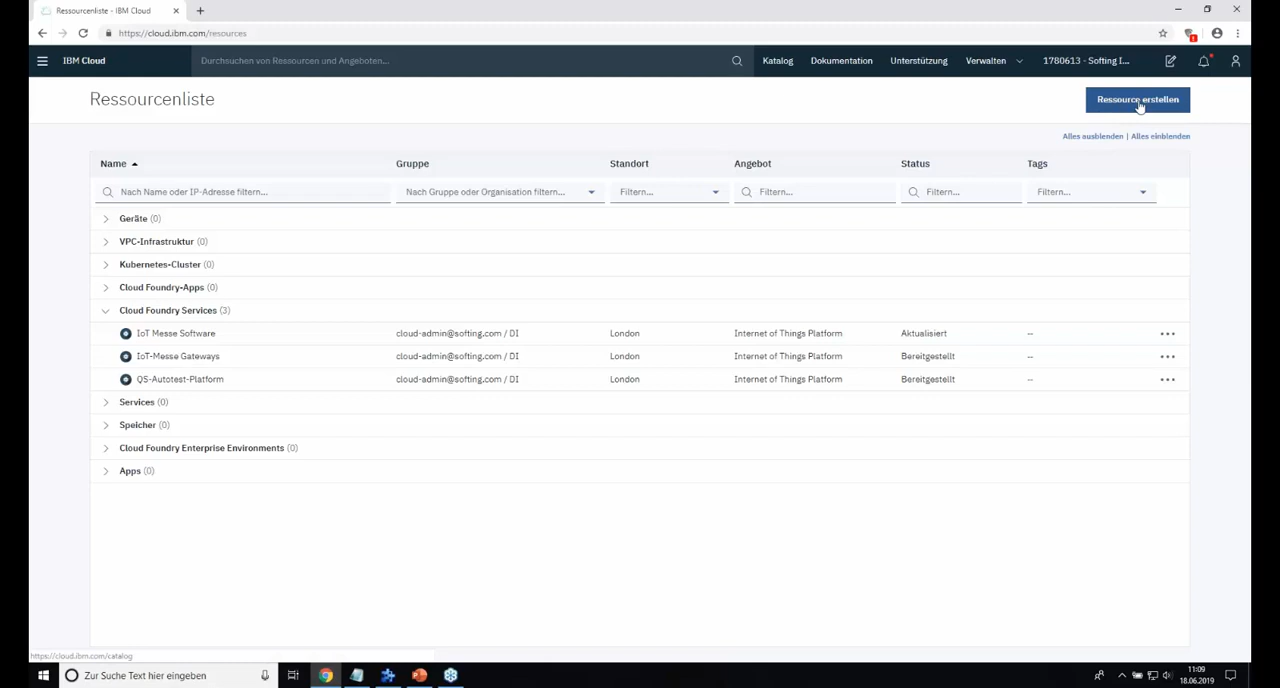 Ressourcenliste - IBM Cloud
https://cloud.ibm.com/resources
1
IBM Cloud
Durchsuchen von Ressourcen und Angeboten...
Katalog Dokumentation Unterstützung Verwalten 1780613 - Softing I...
Ressourcenliste
Ressource erstellen
Alles ausblenden | Alles einblenden
Name Gruppe Standort Angebot Status Tags
Nach Name oder IP-Adresse filtern... Nach Gruppe oder Organisation filtern... Filtern... Filtern... Filtern... Filtern...
Geräte (0)
VPC-Infrastruktur (0)
Kubernetes-Cluster (0)
Cloud Foundry-Apps (0)
Cloud Foundry Services (3)
IoT Messe Software cloud-admin@softing.com / DI London Internet of Things Platform Aktualisiert --
IoT-Messe Gateways cloud-admin@softing.com / DI London Internet of Things Platform Bereitgestellt --
QS-Autotest-Platform cloud-admin@softing.com / DI London Internet of Things Platform Bereitgestellt --
Services (0)
Speicher (0)
Cloud Foundry Enterprise Environments (0)
Apps (0)
https://cloud.ibm.com/catalog
Zur Suche Text hier eingeben
11:09
18.06.2019